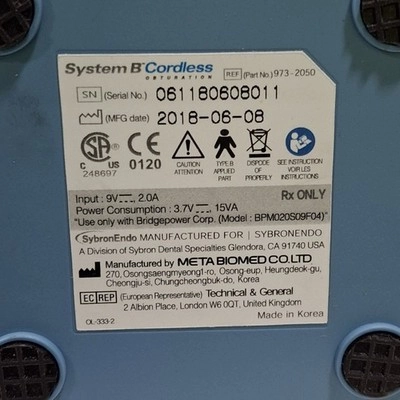 System B® Cordless
OBTURATION
REF (Part No.) 973-2050
SN (Serial No.) 061180608011
(MFG date) 2018-06-08
CSA ® C US 248697
CE 0120
CAUTION ATTENTION
TYPE B APPLIED PART
DISPOSE OF PROPERLY
SEE INSTRUCTION FOR USE
Input : 9V⎓, 2.0A
Rx ONLY
Power Consumption : 3.7V⎓, 15VA
"Use only with Bridgepower Corp. (Model: BPM020S09F04)"
SybronEndo MANUFACTURED FOR | SYBRONENDO
A Division of Sybron Dental Specialties Glendora, CA 91740 USA
Manufactured by META BIOMED CO.,LTD
270, Osongsaengmyeong1-ro, Osong-eup, Heungdeok-gu,
Cheongju-si, Chungcheongbuk-do, Korea
EC REP (European Representative) Technical & General
2 Albion Place, London W6 0QT, United Kingdom
OL-333-2
Made in Korea